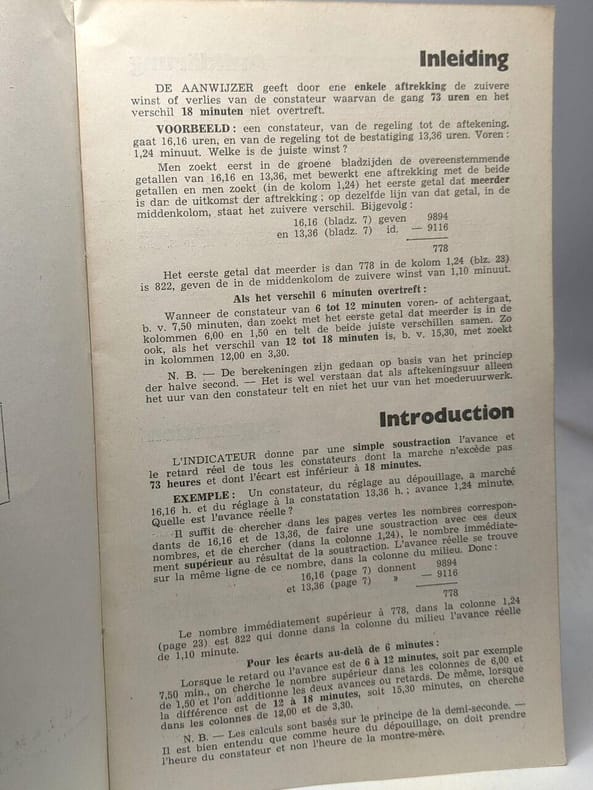 Inleiding
DE AANWIJZER geeft door ene enkele aftrekking de zuivere
winst of verlies van de constateur waarvan de gang 73 uren en het
verschil 18 minuten niet overtreft.
VOORBEELD : een constateur, van de regeling tot de aftekening,
gaat 16,16 uren, en van de regeling tot de bestatiging 13,36 uren. Voren :
1,24 minuut. Welke is de juiste winst ?
Men zoekt eerst in de groene bladzijden de overeenstemmende
getallen van 16,16 en 13,36, met bewerkt ene aftrekking met de beide
getallen en men zoekt (in de kolom 1,24) het eerste getal dat meerder
is dan de uitkomst der aftrekking ; op dezelfde lijn van dat getal, in de
middenkolom, staat het zuivere verschil. Bijgevolg :
16,16 (bladz. 7) geven 9894
en 13,36 (bladz. 7) id. — 9116
778
Het eerste getal dat meerder is dan 778 in de kolom 1,24 (blz. 23)
is 822, geven de in de middenkolom de zuivere winst van 1,10 minuut.
Als het verschil 6 minuten overtreft :
Wanneer de constateur van 6 tot 12 minuten voren- of achtergaat,
b. v. 7,50 minuten, dan zoekt met het eerste getal dat meerder is in de
kolommen 6,00 en 1,50 en telt de beide juiste verschillen samen. Zo
ook, als het verschil van 12 tot 18 minuten is, b. v. 15,30, met zoekt
in kolommen 12,00 en 3,30.
N. B. — De berekeningen zijn gedaan op basis van het princiep
der halve second. — Het is wel verstaan dat als aftekeningsuur alleen
het uur van den constateur telt en niet het uur van het moederuurwerk.
Introduction
L'INDICATEUR donne par une simple soustraction l'avance et
le retard réel de tous les constateurs dont la marche n'excède pas
73 heures et dont l'écart est inférieur à 18 minutes.
EXEMPLE : Un constateur, du réglage au dépouillage, a marché
16,16 h. et du réglage à la constatation 13,36 h. ; avance 1,24 minute.
Quelle est l'avance réelle ?
Il suffit de chercher dans les pages vertes les nombres correspon-
dants de 16,16 et de 13,36, de faire une soustraction avec ces deux
nombres, et de chercher (dans la colonne 1,24), le nombre immédiate-
ment supérieur au résultat de la soustraction. L'avance réelle se trouve
sur la même ligne de ce nombre, dans la colonne du milieu. Donc :
16,16 (page 7) donnent 9894
et 13,36 (page 7) » — 9116
778
Le nombre immédiatement supérieur à 778, dans la colonne 1,24
(page 23) est 822 qui donne dans la colonne du milieu l'avance réelle
de 1,10 minute.
Pour les écarts au-delà de 6 minutes :
Lorsque le retard ou l'avance est de 6 à 12 minutes, soit par exemple
7,50 min., on cherche le nombre supérieur dans les colonnes de 6,00 et
de 1,50 et l'on additionne les deux avances ou retards. De même, lorsque
la différence est de 12 à 18 minutes, soit 15,30 minutes, on cherche
dans les colonnes de 12,00 et de 3,30.
N. B. — Les calculs sont basés sur le principe de la demi-seconde. —
Il est bien entendu que comme heure du dépouillage, on doit prendre
l'heure du constateur et non l'heure de la montre-mère.